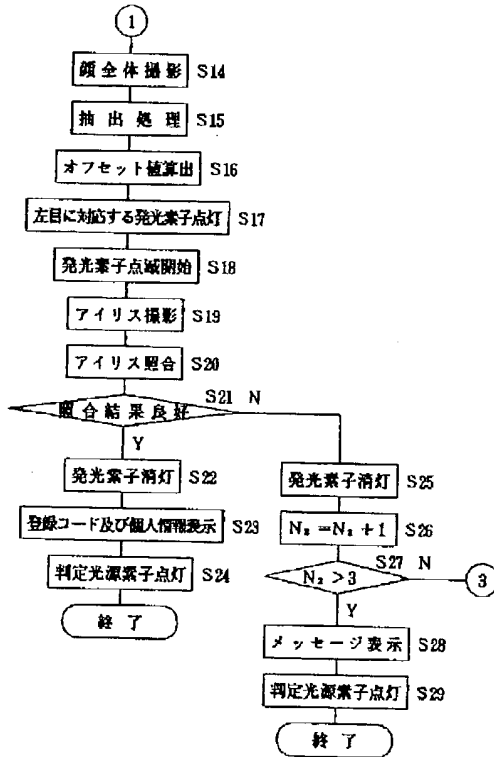 1
顔全体撮影 S14
抽出処理 S15
オフセット値算出 S16
左目に対応する発光素子点灯 S17
発光素子点滅開始 S18
アイリス撮影 S19
アイリス照合 S20
照合結果良好 S21 N
Y
発光素子消灯 S22
登録コード及び個人情報表示 S23
判定光源素子点灯 S24
終了
発光素子消灯 S25
N₂=N₂+1 S26
N₂>3 S27 N
3
Y
メッセージ表示 S28
判定光源素子点灯 S29
終了